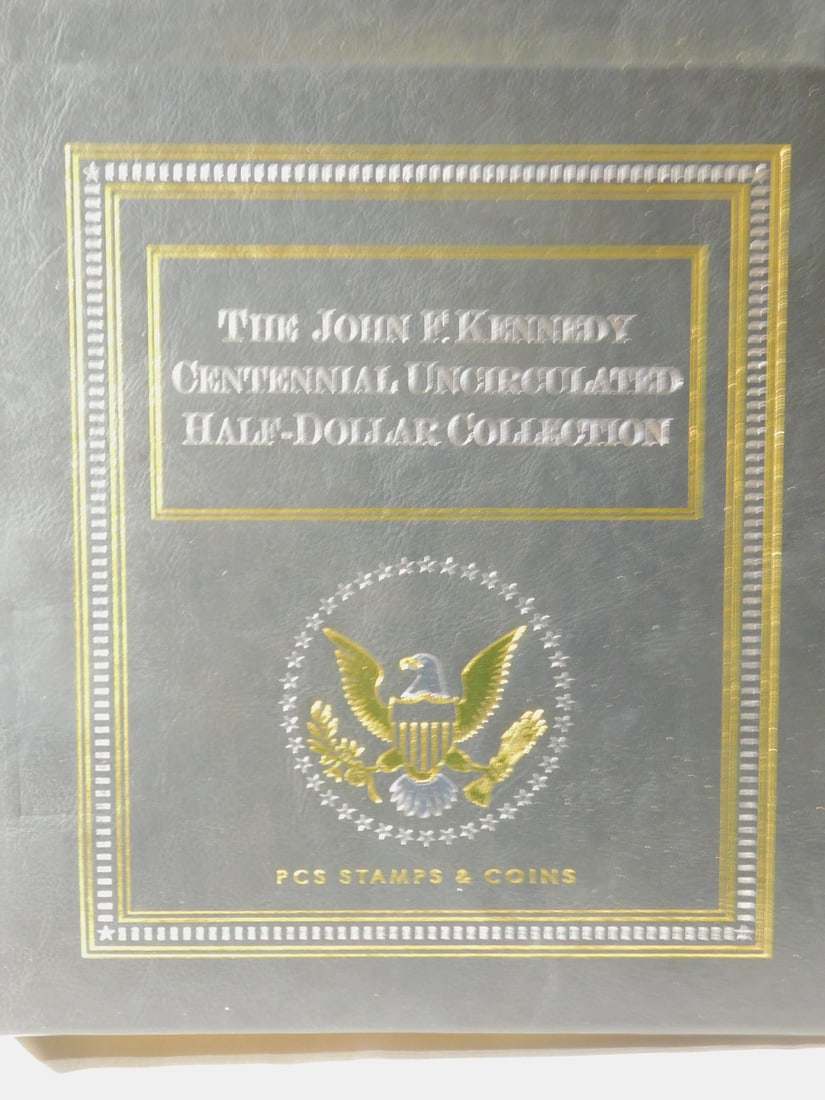 THE JOHN F. KENNEDY
CENTENNIAL UNCIRCULATED
HALF-DOLLAR COLLECTION
PCS STAMPS & COINS